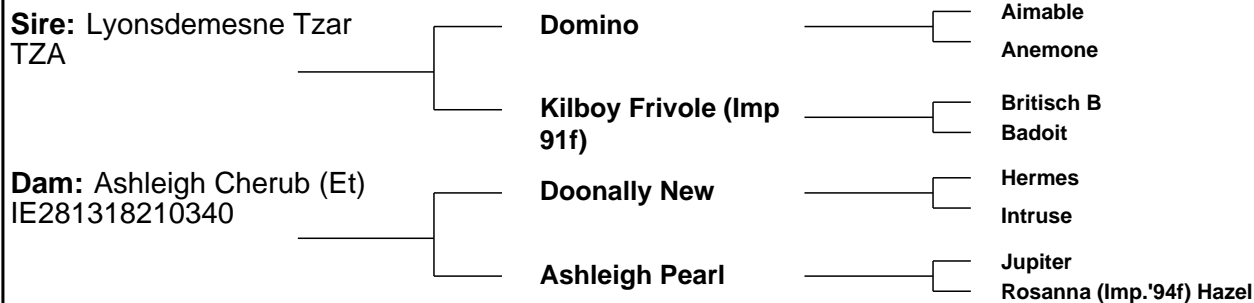 Sire: Lyonsdemesne Tzar
TZA
Domino
Aimable
Anemone
Kilboy Frivole (Imp
91f)
Britisch B
Badoit
Dam: Ashleigh Cherub (Et)
IE281318210340
Doonally New
Hermes
Intruse
Ashleigh Pearl
Jupiter
Rosanna (Imp.'94f) Hazel